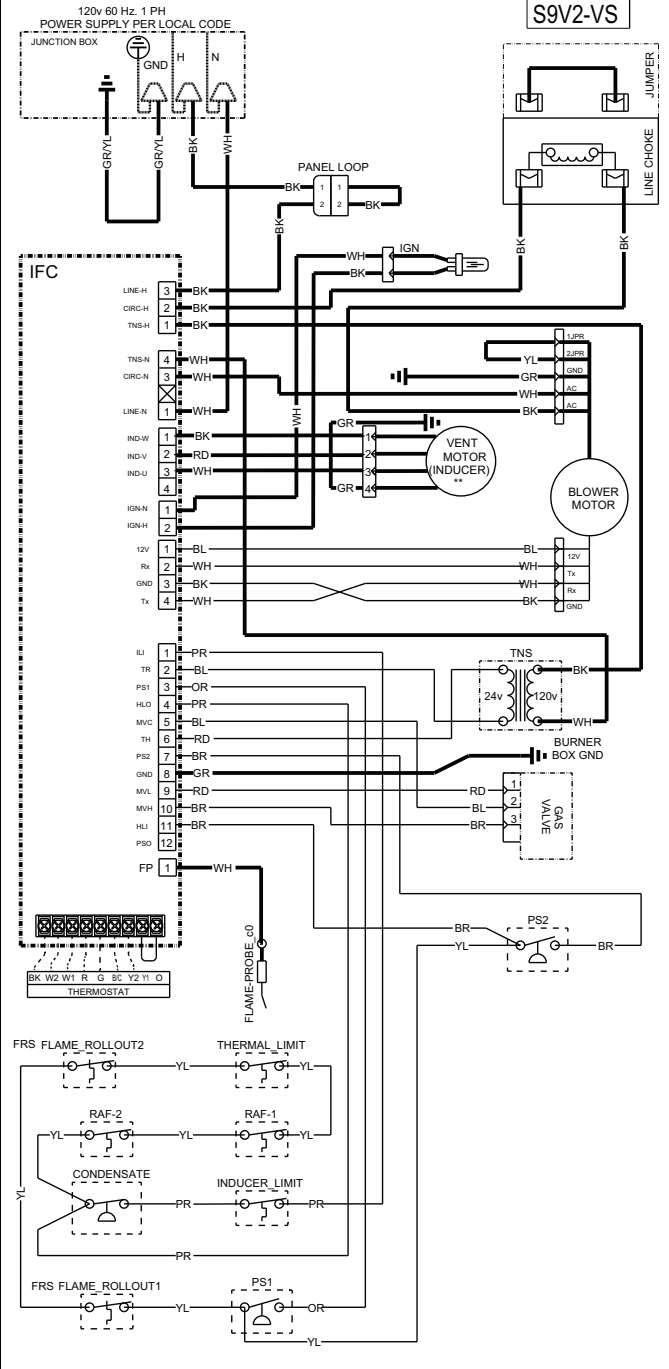 120v 60 Hz. 1 PH
POWER SUPPLY PER LOCAL CODE
S9V2-VS
JUNCTION BOX
GND
H
N
GR/YL
GR/YL
BK
WH
JUMPER
LINE CHOKE
PANEL LOOP
BK
1 1
2 2
BK
BK
BK
BK
WH
IGN
BK
IFC
LINE-H 3 BK
CIRC-H 2 BK
TNS-H 1 BK
TNS-N 4 WH
CIRC-N 3 WH
LINE-N 1 WH
IND-W 1 BK
IND-V 2 RD
IND-U 3 WH
4
IGN-N 1
IGN-H 2
12V 1 BL
Rx 2 WH
GND 3 BK
Tx 4 WH
WH
GR
1
2
3
GR 4
VENT
MOTOR
(INDUCER)
**
1JPR
YL 2JPR
GR GND
WH AC
BK AC
BLOWER
MOTOR
BL 12V
WH Tx
WH Rx
BK GND
ILI 1 PR
TR 2 BL
PS1 3 OR
HLO 4 PR
MVC 5 BL
TH 6 RD
PS2 7 BR
GND 8 GR
MVL 9 RD
MVH 10 BR
HLI 11 BR
PSO 12
FP 1 WH
TNS
BK
24v 120v
WH
BURNER
BOX GND
RD 1
BL 2
BR 3
GAS
VALVE
FLAME-PROBE_c0
PS2
BR
YL
BR
BK W2 W1 R G B/C Y2 Y1 O
THERMOSTAT
FRS FLAME_ROLLOUT2
THERMAL_LIMIT
YL
YL
RAF-2
RAF-1
YL
YL
YL
CONDENSATE
INDUCER_LIMIT
PR
PR
YL
PR
FRS FLAME_ROLLOUT1
PS1
YL
OR
YL